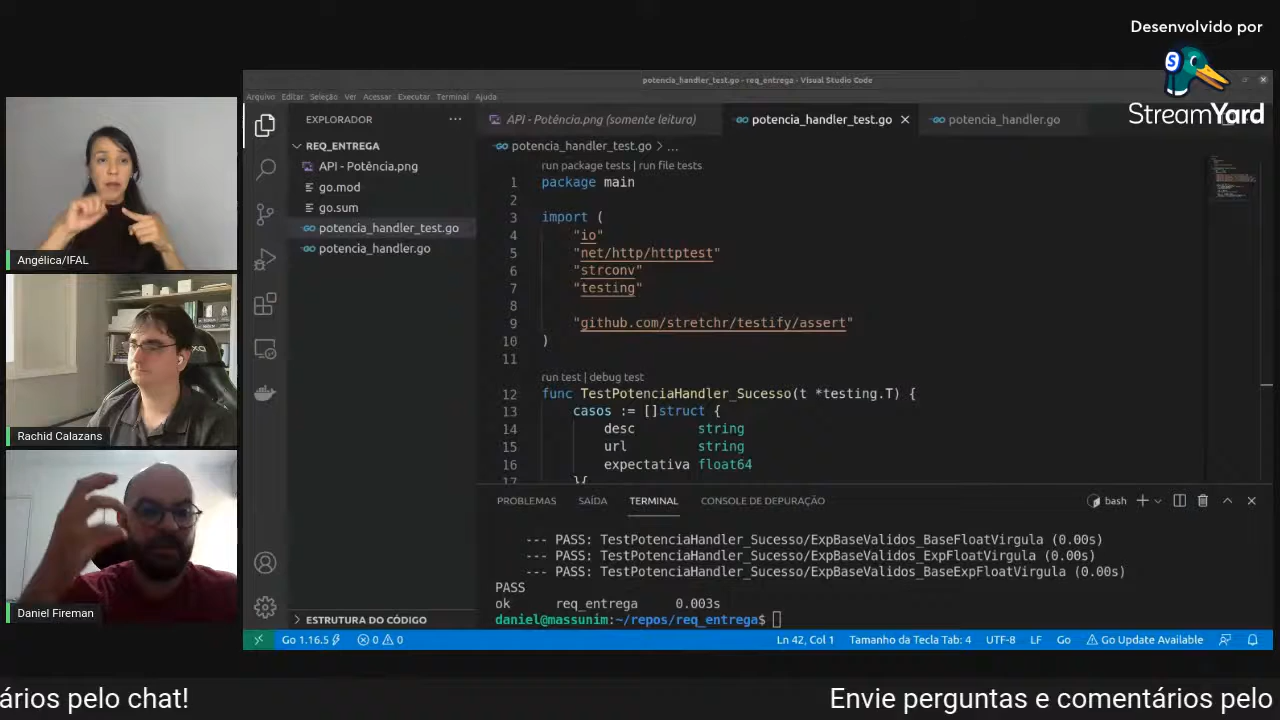 Desenvolvido por
StreamYard
potencia_handler_test.go - req_entrega - Visual Studio Code
Arquivo Editar Seleção Ver Acessar Executar Terminal Ajuda
EXPLORADOR ...
REQ_ENTREGA
API - Potência.png
go.mod
go.sum
potencia_handler_test.go
potencia_handler.go
ESTRUTURA DO CÓDIGO
API - Potência.png (somente leitura)
potencia_handler_test.go
potencia_handler.go
potencia_handler_test.go > ...
run package tests | run file tests
1 package main
2
3 import (
4 "io"
5 "net/http/httptest"
6 "strconv"
7 "testing"
8
9 "github.com/stretchr/testify/assert"
10 )
11
run test | debug test
12 func TestPotenciaHandler_Sucesso(t *testing.T) {
13 casos := []struct {
14 desc string
15 url string
16 expectativa float64
17 }{
PROBLEMAS SAÍDA TERMINAL CONSOLE DE DEPURAÇÃO
bash
--- PASS: TestPotenciaHandler_Sucesso/ExpBaseValidos_BaseFloatVirgula (0.00s)
--- PASS: TestPotenciaHandler_Sucesso/ExpBaseValidos_ExpFloatVirgula (0.00s)
--- PASS: TestPotenciaHandler_Sucesso/ExpBaseValidos_BaseExpFloatVirgula (0.00s)
PASS
ok req_entrega 0.003s
daniel@massunim:~/repos/req_entrega$
Go 1.16.5 0 0 Ln 42, Col 1 Tamanho da Tecla Tab: 4 UTF-8 LF Go Go Update Available
Angélica/IFAL
Rachid Calazans
Daniel Fireman
ários pelo chat! Envie perguntas e comentários pelo